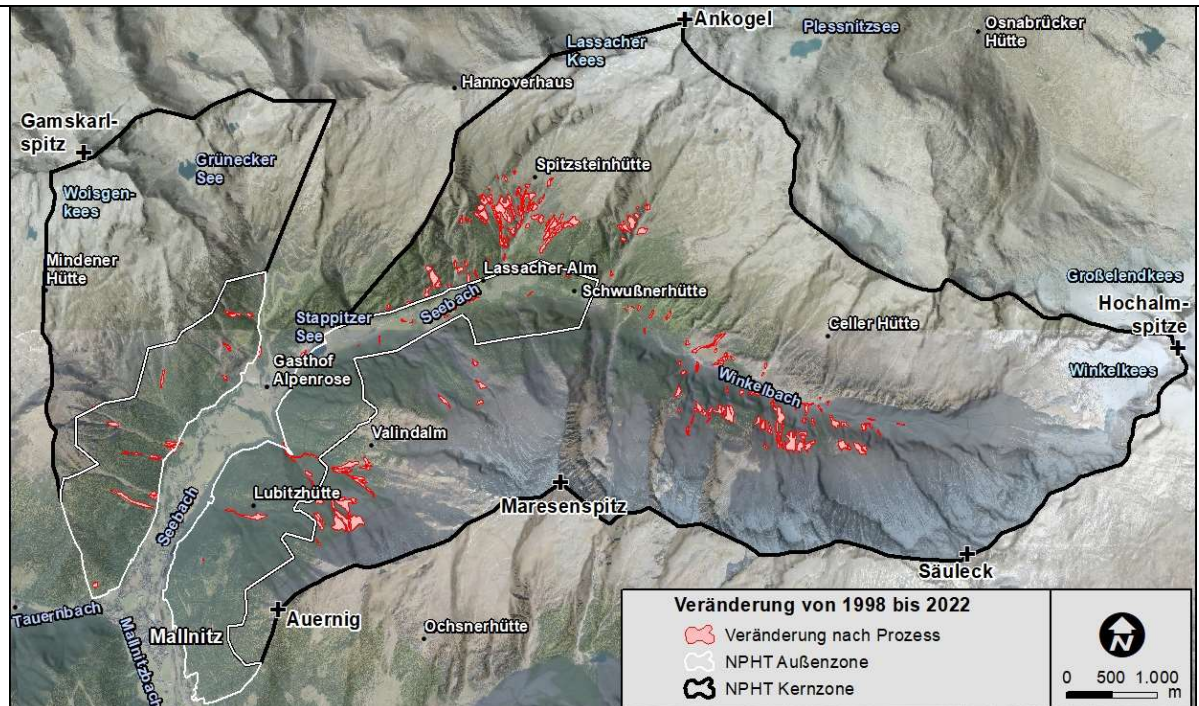 Ankogel
Plessnitzsee
Osnabrücker
Hütte
Lassacher
Kees
Hannoverhaus
Gamskarl-
spitz
Grünecker
See
Spitzsteinhütte
Woisgen-
kees
Mindener
Hütte
Lassacher-Alm
Großelendkees
Seebach
Schwußnerhütte
Hochalm-
spitze
Stappitzer
See
Celler Hütte
Gasthof
Alpenrose
Winkelkees
Winkelbach
Valindalm
Lubitzhütte
Maresenspitz
Seebach
Säuleck
Tauernbach
Auernig
Mallnitz
Mallnitzbach
Ochsnerhütte
Veränderung von 1998 bis 2022
Veränderung nach Prozess
NPHT Außenzone
NPHT Kernzone
N
0 500 1.000
m